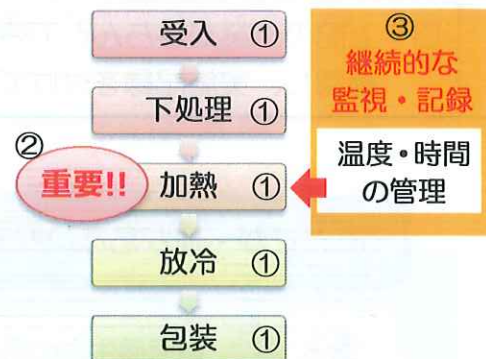 受入 ①
下処理 ①
②
重要!!
加熱 ①
放冷 ①
包装 ①
③
継続的な
監視・記録
温度・時間
の管理